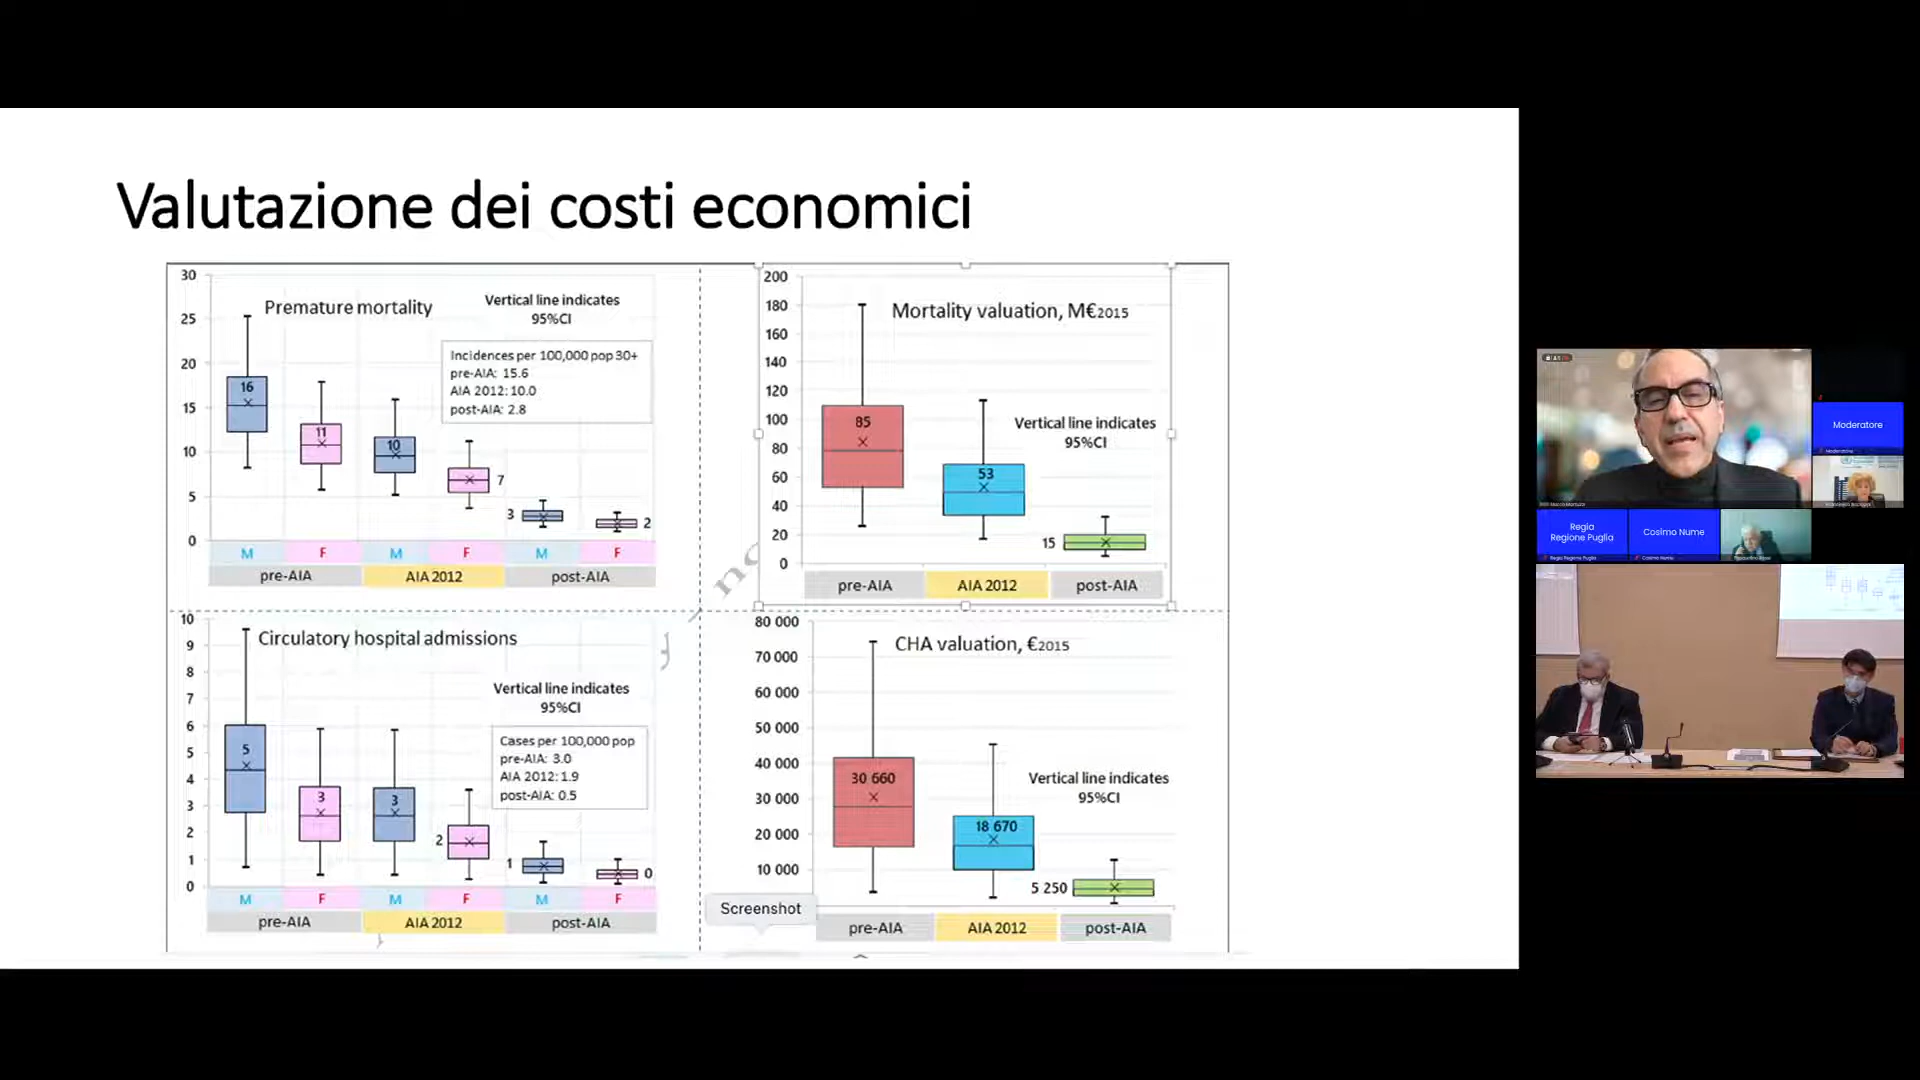 Valutazione dei costi economici
30
25
20
15
10
5
0
Premature mortality
Vertical line indicates
95%CI
Incidences per 100,000 pop 30+
pre-AIA: 15.6
AIA 2012: 10.0
post-AIA: 2.8
16
11
10
7
3
2
M F M F M F
pre-AIA AIA 2012 post-AIA
200
180
160
140
120
100
80
60
40
20
0
Mortality valuation, M€2015
85
Vertical line indicates
95%CI
53
15
pre-AIA AIA 2012 post-AIA
10
9
8
7
6
5
4
3
2
1
0
Circulatory hospital admissions
Vertical line indicates
95%CI
Cases per 100,000 pop
pre-AIA: 3.0
AIA 2012: 1.9
post-AIA: 0.5
5
3
3
2
1
0
M F M F M F
pre-AIA AIA 2012 post-AIA
80 000
70 000
60 000
50 000
40 000
30 000
20 000
10 000
CHA valuation, €2015
30 660
Vertical line indicates
95%CI
18 670
5 250
pre-AIA AIA 2012 post-AIA
Screenshot
Moderatore
Moderatore
Regia
Regione Puglia
Regia Regione Puglia
Cosimo Nume
Cosimo Nume